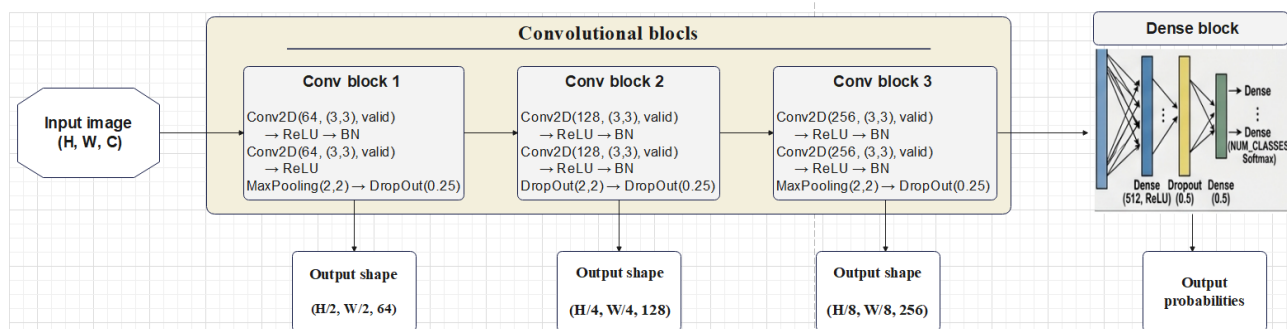 Convolutional blocls
Dense block
Input image
(H, W, C)
Conv block 1
Conv2D(64, (3,3), valid)
→ ReLU → BN
Conv2D(64, (3,3), valid)
→ ReLU
MaxPooling(2,2) → DropOut(0.25)
Conv block 2
Conv2D(128, (3,3), valid)
→ ReLU → BN
Conv2D(128, (3,3), valid)
→ ReLU → BN
DropOut(2,2) → DropOut(0.25)
Conv block 3
Conv2D(256, (3,3), valid)
→ ReLU → BN
Conv2D(256, (3,3), valid)
→ ReLU → BN
MaxPooling(2,2) → DropOut(0.25)
Dense
Dense
(NUM_CLASSES
Softmax)
Dense
(512, ReLU)
Dropout
(0.5)
Dense
(0.5)
Output shape
(H/2, W/2, 64)
Output shape
(H/4, W/4, 128)
Output shape
(H/8, W/8, 256)
Output
probabilities